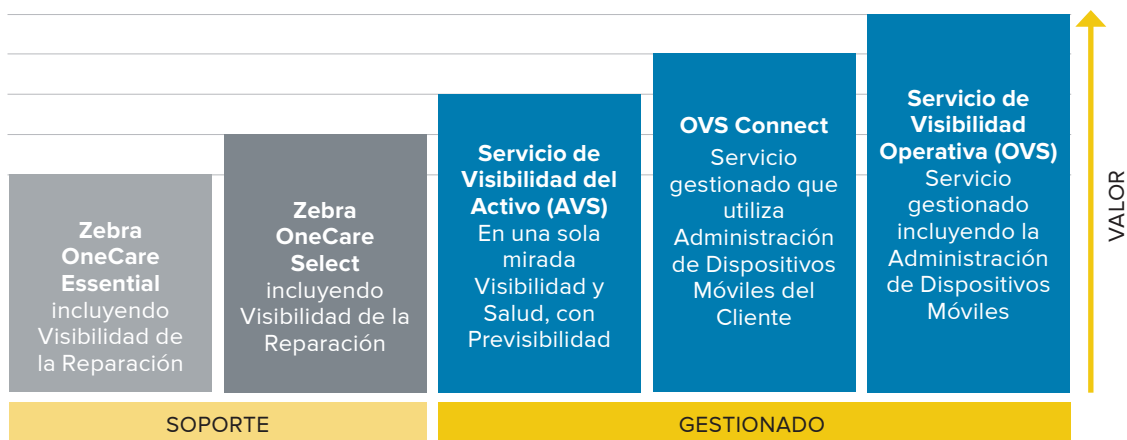 Zebra
OneCare
Essential
incluyendo
Visibilidad de
la Reparación
Zebra
OneCare
Select
incluyendo
Visibilidad de la
Reparación
Servicio de
Visibilidad del
Activo (AVS)
En una sola
mirada
Visibilidad y
Salud, con
Previsibilidad
OVS Connect
Servicio
gestionado que
utiliza
Administración
de Dispositivos
Móviles del
Cliente
Servicio de
Visibilidad
Operativa (OVS)
Servicio
gestionado
incluyendo la
Administración
de Dispositivos
Móviles
VALOR
SOPORTE
GESTIONADO